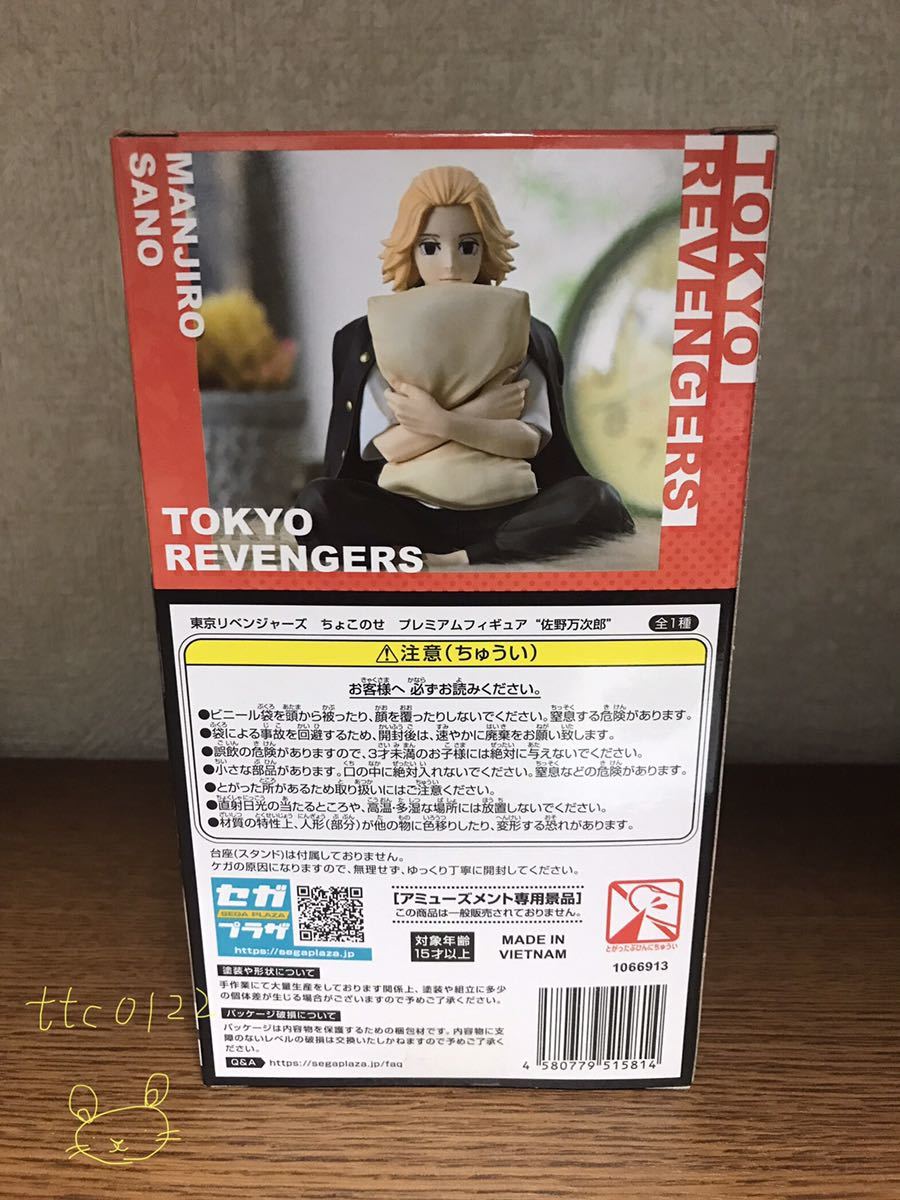 MANJIRO
SANO
TOKYO
REVENGERS
TOKYO
REVENGERS
東京リベンジャーズ ちょこのせ プレミアムフィギュア “佐野万次郎” 全1種
⚠注意(ちゅうい)
お客様へ 必ずお読みください。
●ビニール袋を頭から被ったり、顔を覆ったりしないでください。窒息する危険があります。
●袋による事故を回避するため、開封後は、速やかに廃棄をお願い致します。
●誤飲の危険がありますので、3才未満のお子様には絶対に与えないでください。
●小さな部品があります。口の中に絶対入れないでください。窒息などの危険があります。
●とがった所があるため取り扱いにはご注意ください。
●直射日光の当たるところや、高温・多湿な場所には放置しないでください。
●材質の特性上、人形(部分)が他の物に色移りしたり、変形する恐れがあります。
台座(スタンド)は付属しておりません。
ケガの原因になりますので、無理せず、ゆっくり丁寧に開封してください。
セガ
SEGA PLAZA
プラザ
https://segaplaza.jp
[アミューズメント専用景品]
この商品は一般販売されておりません。
対象年齢
15才以上
MADE IN
VIETNAM
とがったぶひんにちゅうい
1066913
塗装や形状について
手作業にて大量生産をしております関係上、塗装や組立に多少
の個体差が生じる場合がございますので予めご了承ください。
パッケージ破損について
パッケージは内容物を保護するための梱包材です。内容物に支
障のないレベルの破損は交換いたしかねますので予めご了承くだ
さい。
Q&A https://segaplaza.jp/faq
4 580779 515814
ttc0122